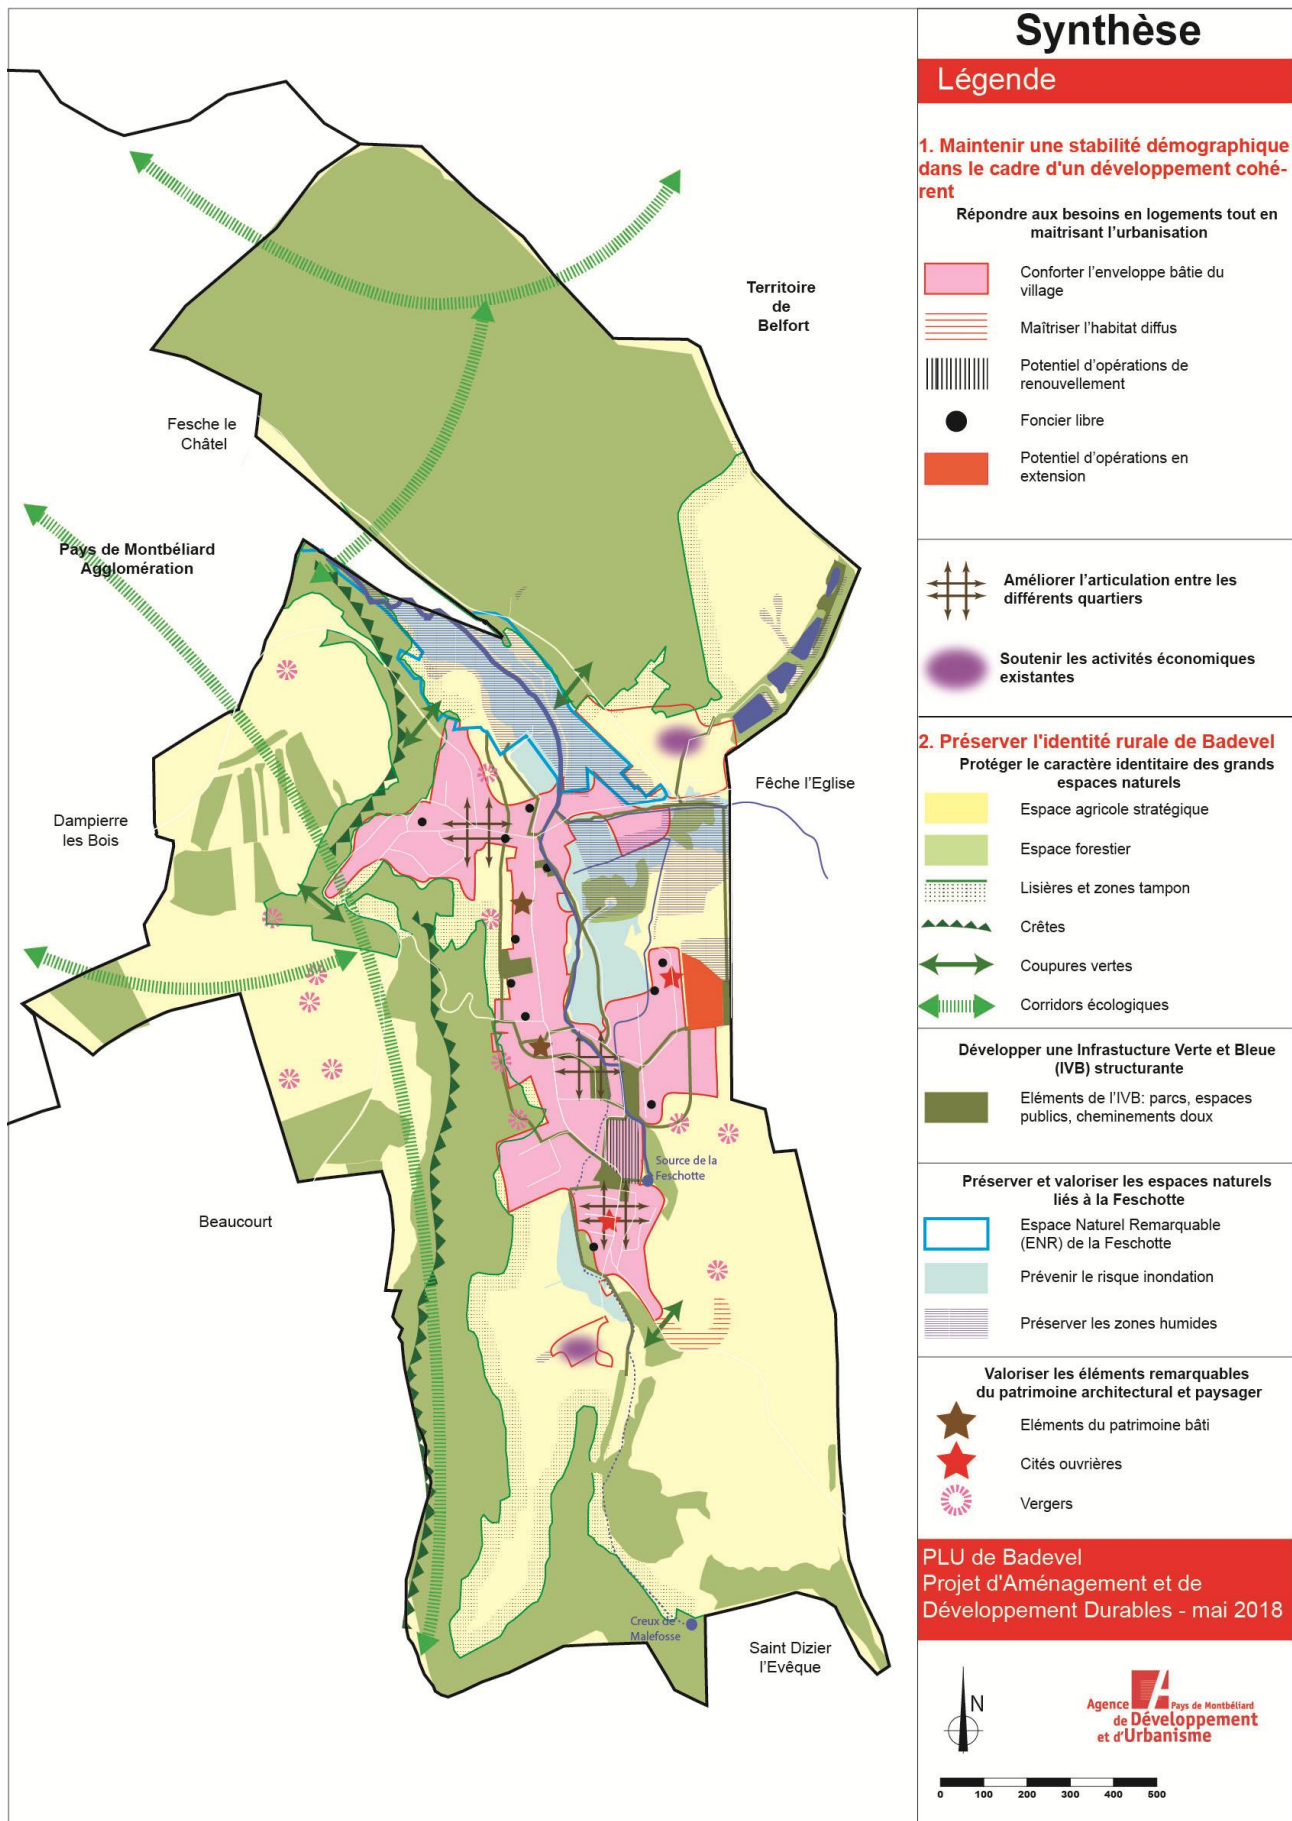 Synthèse
Légende
1. Maintenir une stabilité démographique
dans le cadre d'un développement cohé-
rent
Répondre aux besoins en logements tout en
maitrisant l'urbanisation
Conforter l'enveloppe bâtie du
village
Maîtriser l'habitat diffus
Potentiel d'opérations de
renouvellement
Foncier libre
Potentiel d'opérations en
extension
Améliorer l'articulation entre les
différents quartiers
Soutenir les activités économiques
existantes
2. Préserver l'identité rurale de Badevel
Protéger le caractère identitaire des grands
espaces naturels
Espace agricole stratégique
Espace forestier
Lisières et zones tampon
Crêtes
Coupures vertes
Corridors écologiques
Développer une Infrastucture Verte et Bleue
(IVB) structurante
Eléments de l'IVB: parcs, espaces
publics, cheminements doux
Préserver et valoriser les espaces naturels
liés à la Feschotte
Espace Naturel Remarquable
(ENR) de la Feschotte
Prévenir le risque inondation
Préserver les zones humides
Valoriser les éléments remarquables
du patrimoine architectural et paysager
Eléments du patrimoine bâti
Cités ouvrières
Vergers
PLU de Badevel
Projet d'Aménagement et de
Développement Durables - mai 2018
N
Agence Pays de Montbéliard
de Développement
et d'Urbanisme
0 100 200 300 400 500
Territoire
de
Belfort
Fesche le
Châtel
Pays de Montbéliard
Agglomération
Fêche l'Eglise
Dampierre
les Bois
Source de la
Feschotte
Beaucourt
Creux de
Malefosse
Saint Dizier
l'Evêque